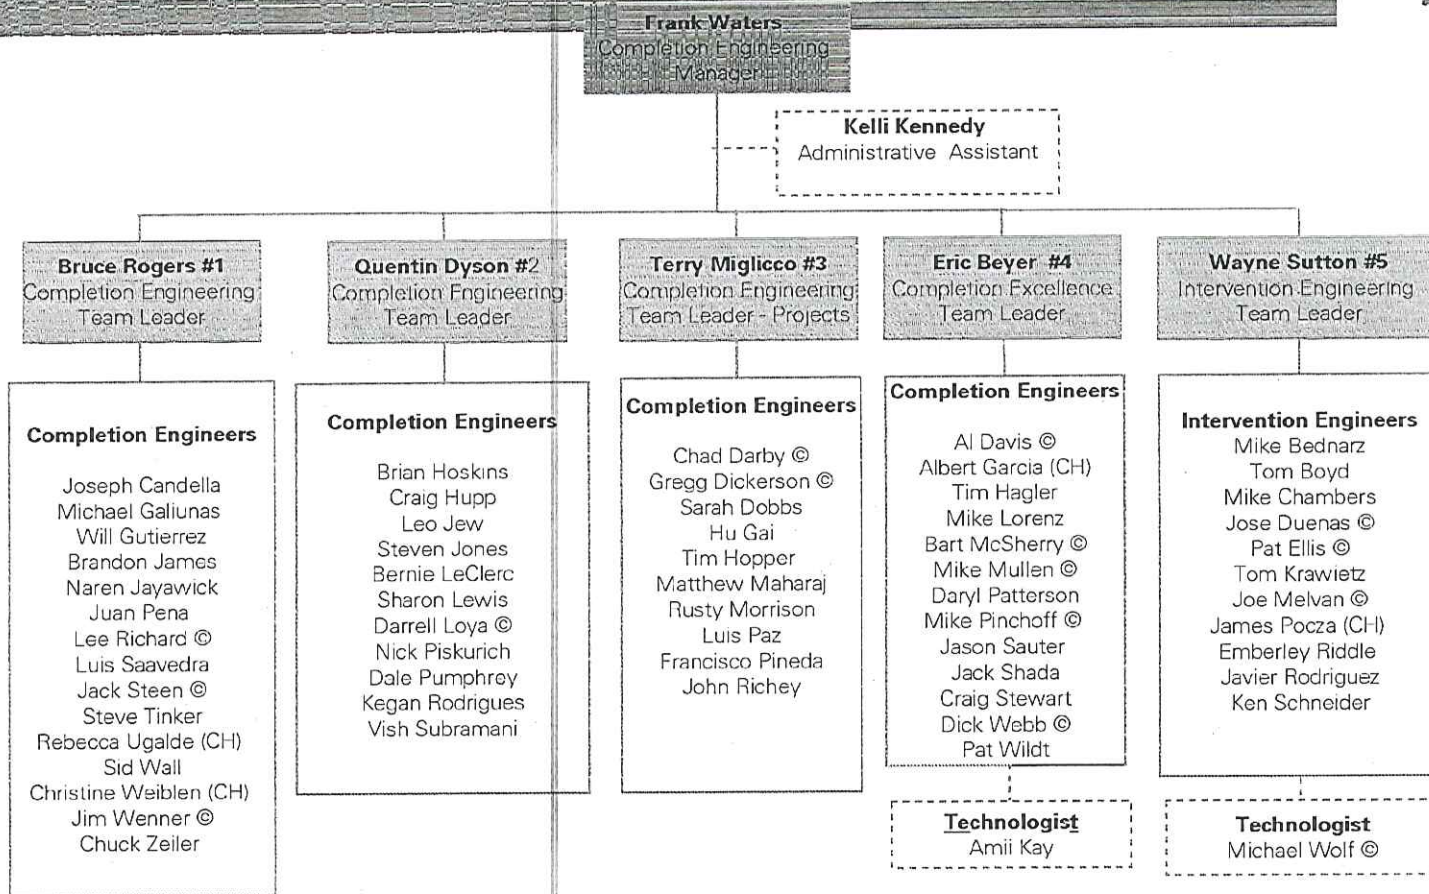 Frank Waters
Completion Engineering
Manager
Kelli Kennedy
Administrative Assistant
Bruce Rogers #1
Completion Engineering
Team Leader
Quentin Dyson #2
Completion Engineering
Team Leader
Terry Miglicco #3
Completion Engineering
Team Leader - Projects
Eric Beyer #4
Completion Excellence
Team Leader
Wayne Sutton #5
Intervention Engineering
Team Leader
Completion Engineers
Joseph Candella
Michael Galiunas
Will Gutierrez
Brandon James
Naren Jayawick
Juan Pena
Lee Richard ©
Luis Saavedra
Jack Steen ©
Steve Tinker
Rebecca Ugalde (CH)
Sid Wall
Christine Weiblen (CH)
Jim Wenner ©
Chuck Zeiler
Completion Engineers
Brian Hoskins
Craig Hupp
Leo Jew
Steven Jones
Bernie LeClerc
Sharon Lewis
Darrell Loya ©
Nick Piskurich
Dale Pumphrey
Kegan Rodrigues
Vish Subramani
Completion Engineers
Chad Darby ©
Gregg Dickerson ©
Sarah Dobbs
Hu Gai
Tim Hopper
Matthew Maharaj
Rusty Morrison
Luis Paz
Francisco Pineda
John Richey
Completion Engineers
Al Davis ©
Albert Garcia (CH)
Tim Hagler
Mike Lorenz
Bart McSherry ©
Mike Mullen ©
Daryl Patterson
Mike Pinchoff ©
Jason Sauter
Jack Shada
Craig Stewart
Dick Webb ©
Pat Wildt
Technologist
Amii Kay
Intervention Engineers
Mike Bednarz
Tom Boyd
Mike Chambers
Jose Duenas ©
Pat Ellis ©
Tom Krawietz
Joe Melvan ©
James Pocza (CH)
Emberley Riddle
Javier Rodriguez
Ken Schneider
Technologist
Michael Wolf ©